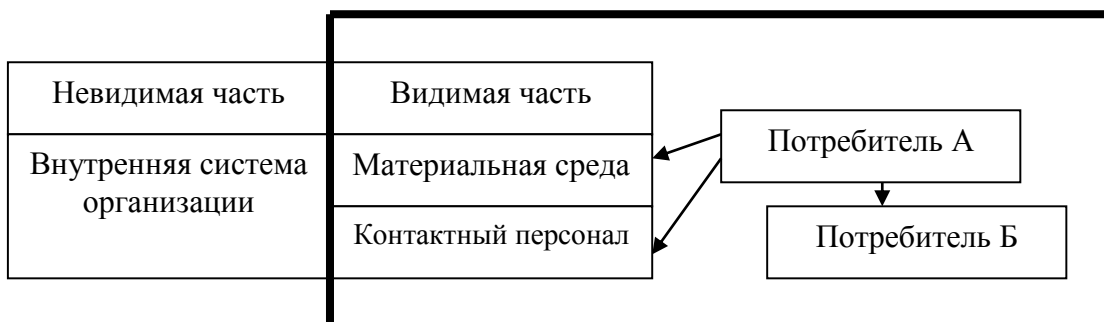 Невидимая часть
Видимая часть
Внутренняя система
организации
Материальная среда
Контактный персонал
Потребитель А
Потребитель Б